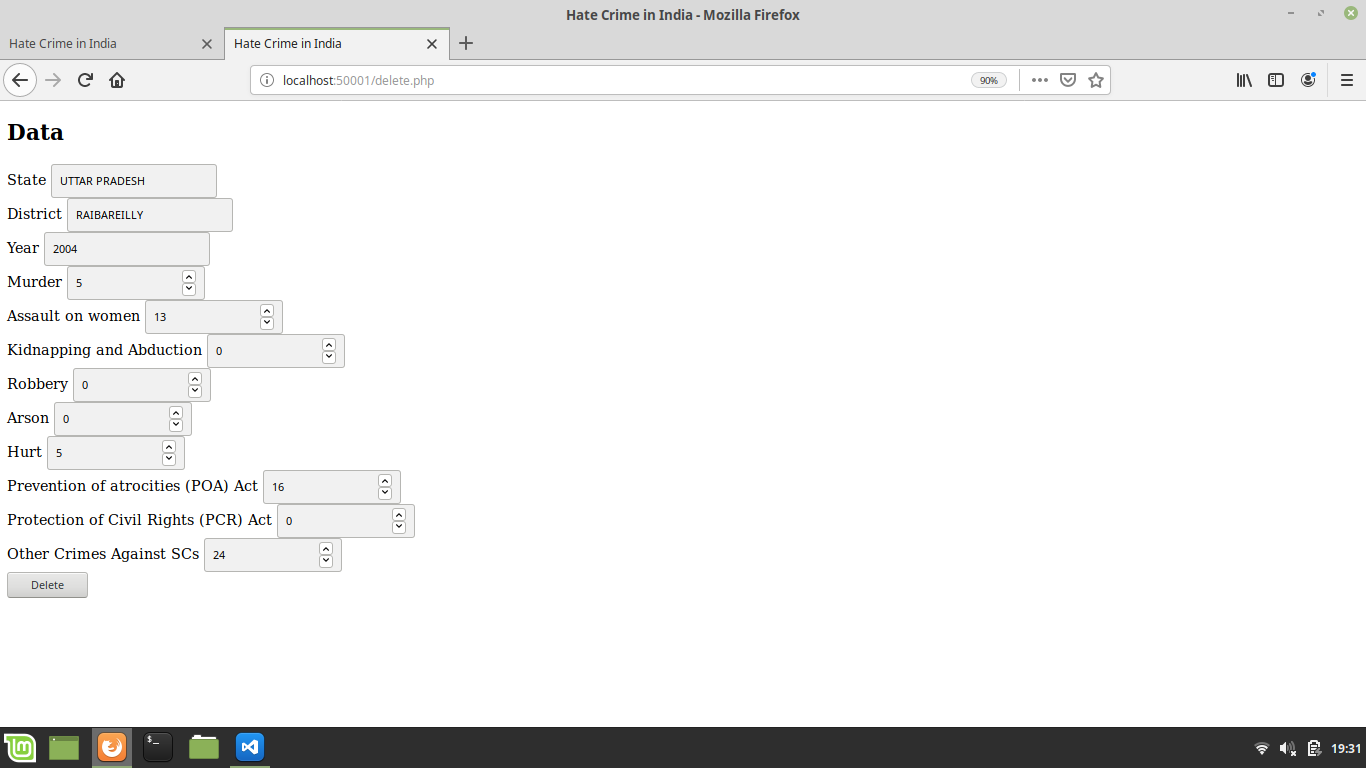 Hate Crime in India - Mozilla Firefox
Hate Crime in India
Hate Crime in India
localhost:50001/delete.php
90%
Data
State UTTAR PRADESH
District RAIBAREILLY
Year 2004
Murder 5
Assault on women 13
Kidnapping and Abduction 0
Robbery 0
Arson 0
Hurt 5
Prevention of atrocities (POA) Act 16
Protection of Civil Rights (PCR) Act 0
Other Crimes Against SCs 24
Delete
$_
19:31